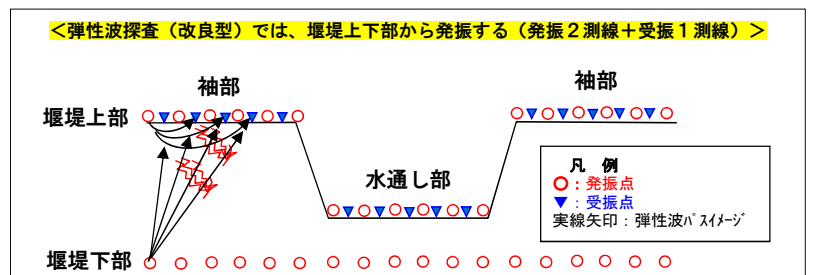 ＜弾性波探査（改良型）では、堰堤上下部から発振する（発振２測線＋受振１測線）＞
袖部
袖部
堰堤上部
水通し部
凡　例
○：発振点
▼：受振点
実線矢印：弾性波ﾊﾟｽｲﾒｰｼﾞ
堰堤下部